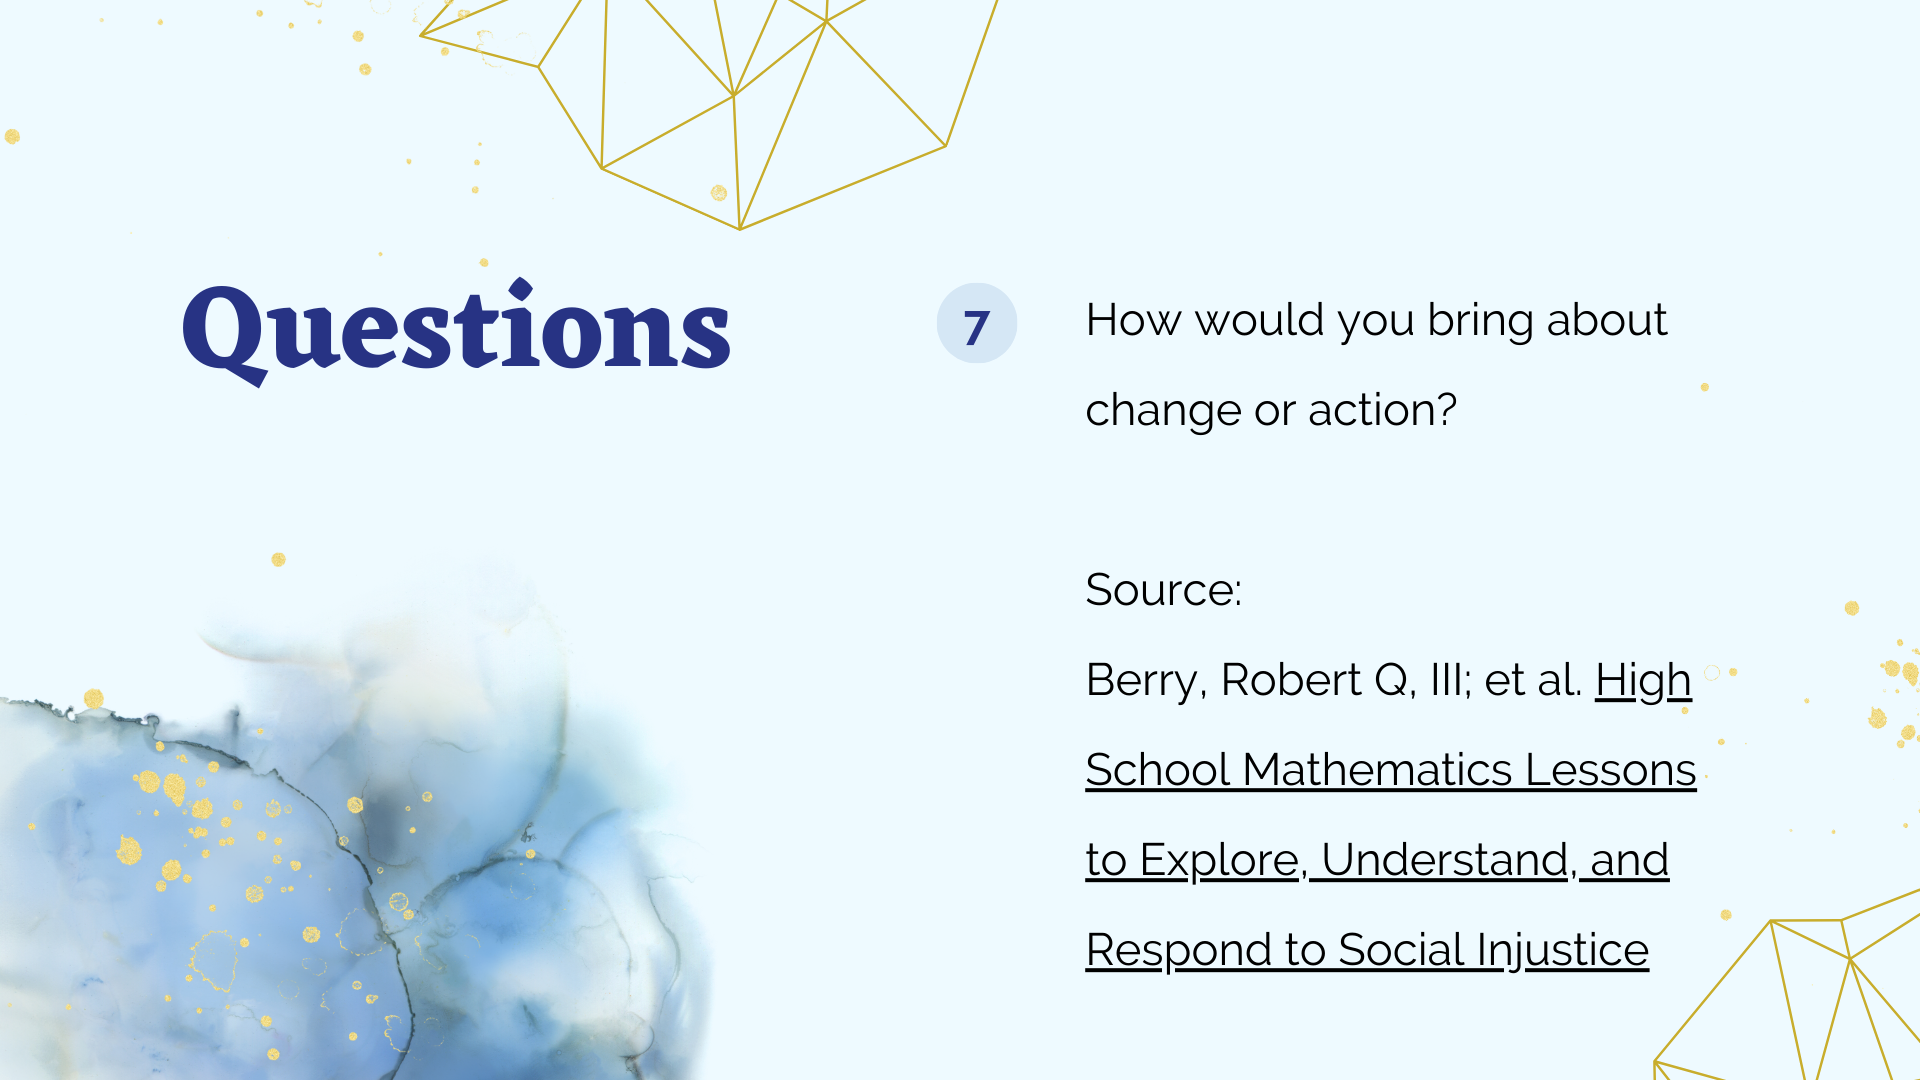 Questions
7
How would you bring about
change or action?
Source:
Berry, Robert Q, III; et al. High
School Mathematics Lessons
to Explore, Understand, and
Respond to Social Injustice